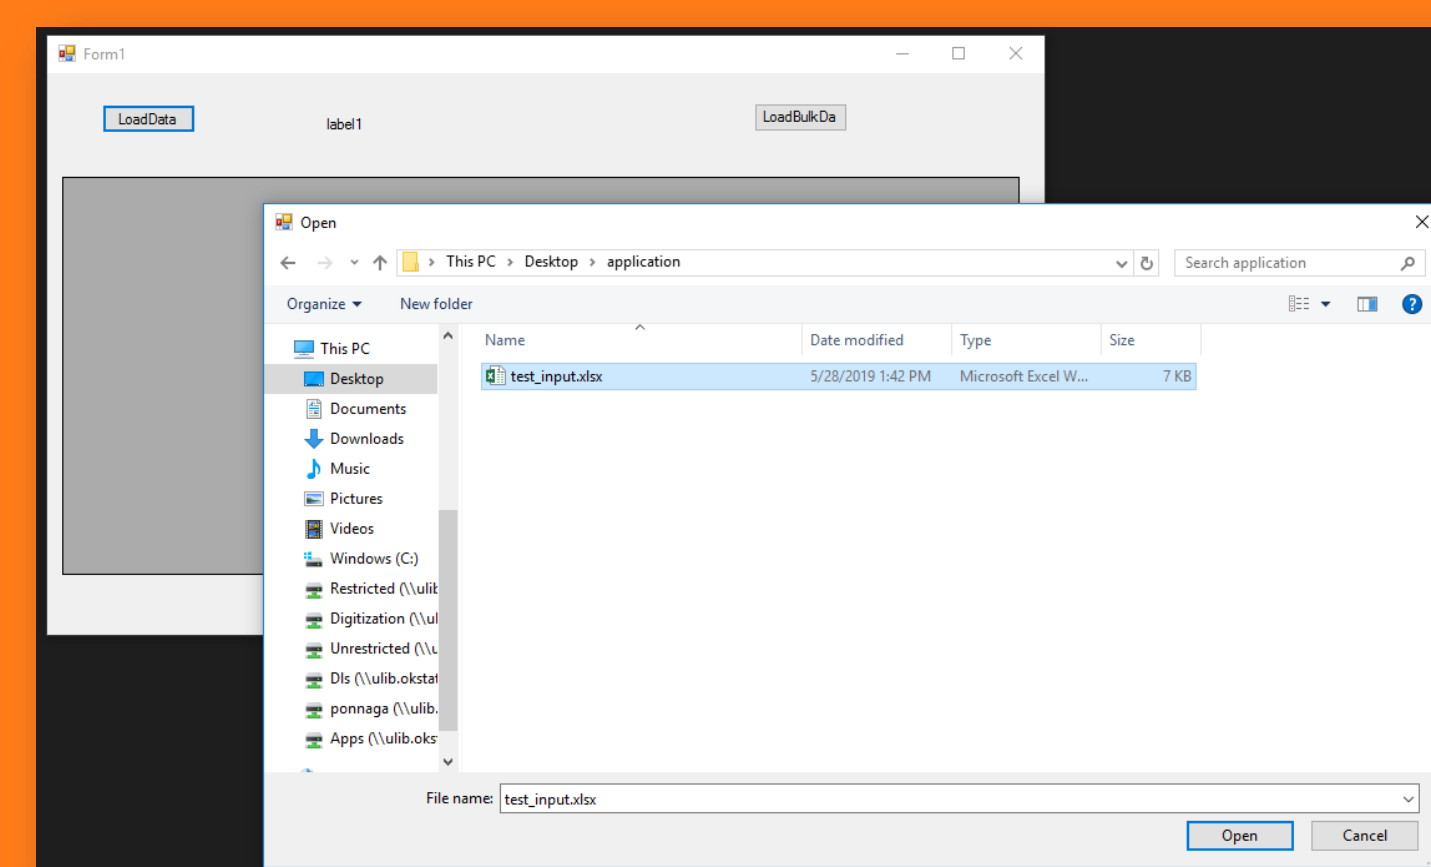 Form1
LoadData
label1
LoadBulkDa
Open
This PC > Desktop > application
Search application
Organize
New folder
Name
Date modified
Type
Size
This PC
test_input.xlsx
5/28/2019 1:42 PM
Microsoft Excel W...
7 KB
Desktop
Documents
Downloads
Music
Pictures
Videos
Windows (C:)
Restricted (\\ulib
Digitization (\\ul
Unrestricted (\\u
Dls (\\ulib.okstat
ponnaga (\\ulib.
Apps (\\ulib.oks
File name:
test_input.xlsx
Open
Cancel